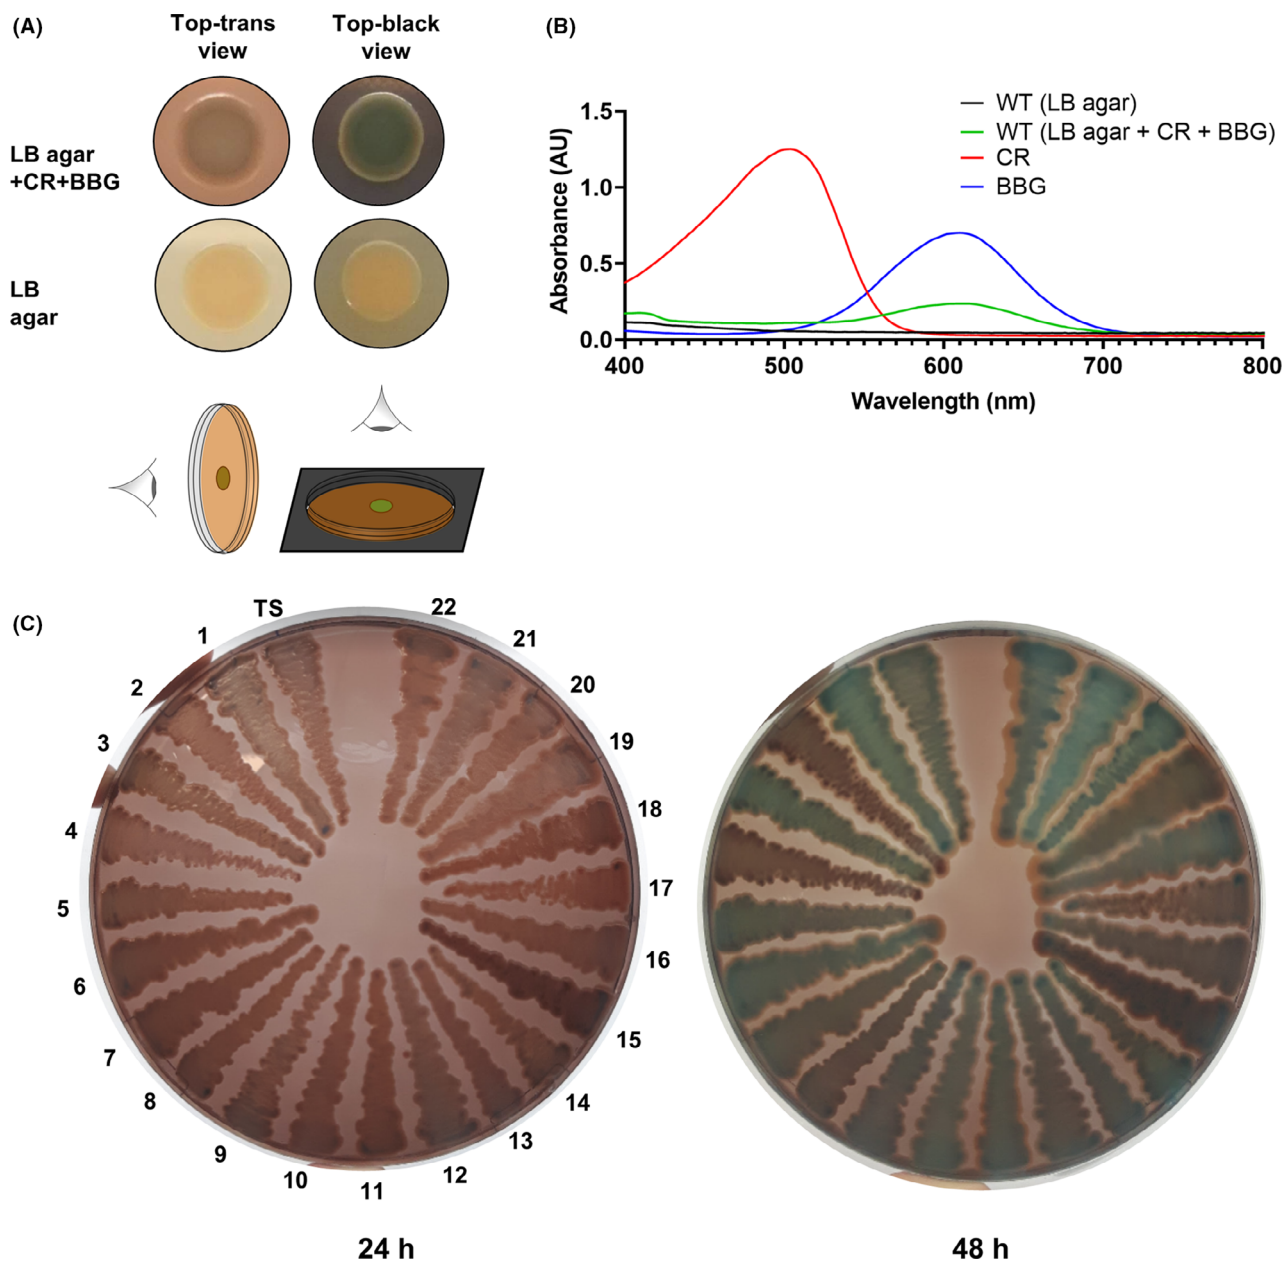 (A)
Top-trans
view
Top-black
view
LB agar
+CR+BBG
LB
agar
(B)
1.5
1.0
0.5
0.0
Absorbance (AU)
400
500
600
700
800
Wavelength (nm)
WT (LB agar)
WT (LB agar + CR + BBG)
CR
BBG
(C)
TS
1
2
3
4
5
6
7
8
9
10
11
12
13
14
15
16
17
18
19
20
21
22
24 h
48 h